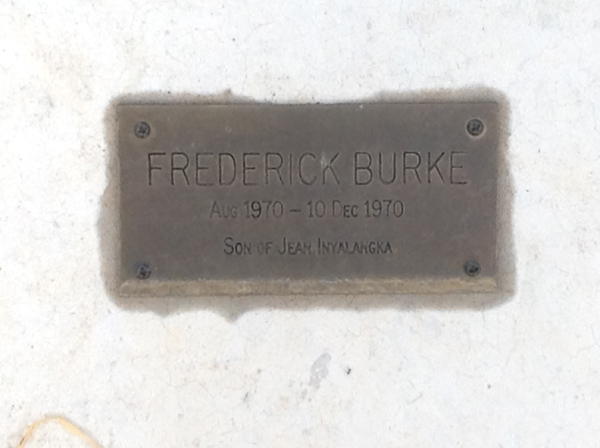 FREDERICK BURKE
AUG 1970 – 10 DEC 1970
SON OF JEAN INYALANGKA